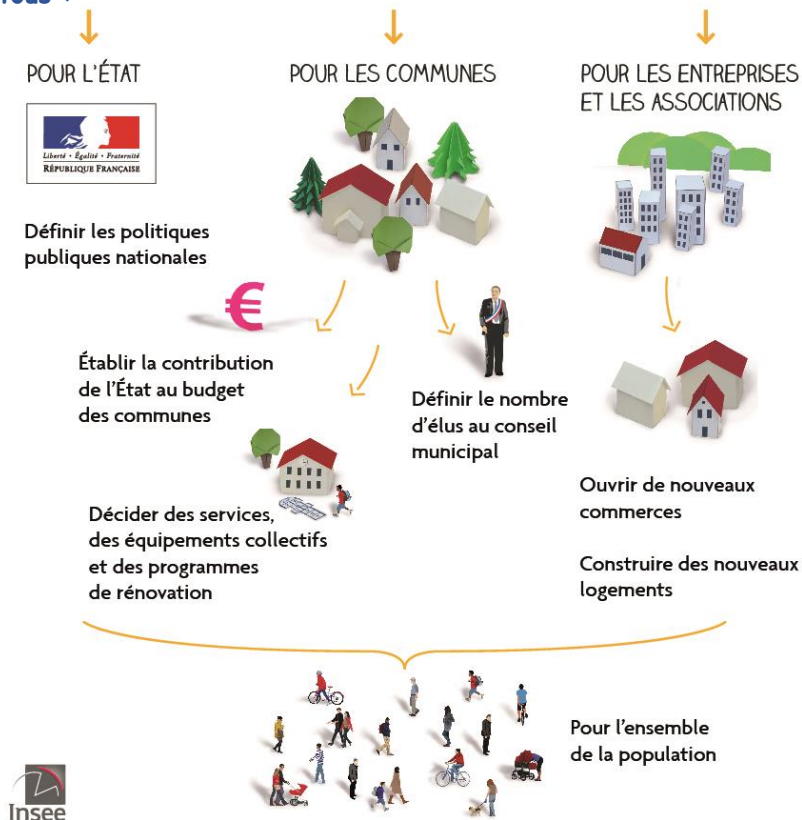 POUR L'ÉTAT
Liberté • Égalité • Fraternité
RÉPUBLIQUE FRANÇAISE
Définir les politiques
publiques nationales
POUR LES COMMUNES
€
Établir la contribution
de l'État au budget
des communes
Définir le nombre
d'élus au conseil
municipal
Décider des services,
des équipements collectifs
et des programmes
de rénovation
POUR LES ENTREPRISES
ET LES ASSOCIATIONS
Ouvrir de nouveaux
commerces
Construire des nouveaux
logements
Pour l'ensemble
de la population
Insee